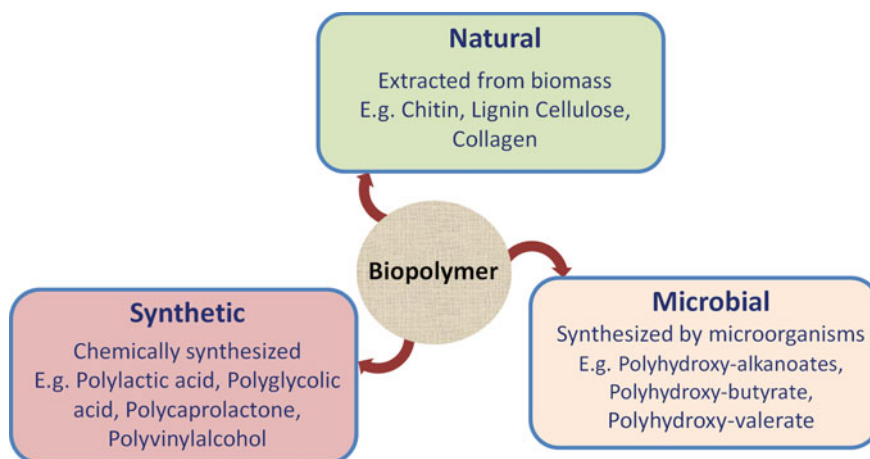 Natural
Extracted from biomass
E.g. Chitin, Lignin Cellulose,
Collagen
Biopolymer
Synthetic
Chemically synthesized
E.g. Polylactic acid, Polyglycolic
acid, Polycaprolactone,
Polyvinylalcohol
Microbial
Synthesized by microorganisms
E.g. Polyhydroxy-alkanoates,
Polyhydroxy-butyrate,
Polyhydroxy-valerate